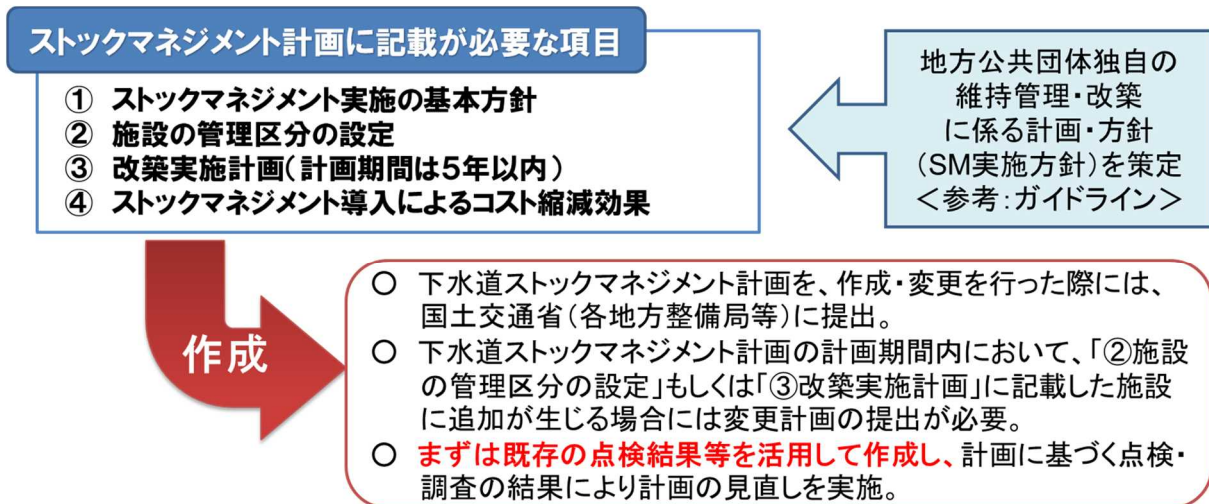 ストックマネジメント計画に記載が必要な項目
① ストックマネジメント実施の基本方針
② 施設の管理区分の設定
③ 改築実施計画(計画期間は5年以内)
④ ストックマネジメント導入によるコスト縮減効果
地方公共団体独自の
維持管理・改築
に係る計画・方針
(SM実施方針)を策定
<参考:ガイドライン>
作成
○ 下水道ストックマネジメント計画を、作成・変更を行った際には、
国土交通省(各地方整備局等)に提出。
○ 下水道ストックマネジメント計画の計画期間内において、「②施設
の管理区分の設定」もしくは「③改築実施計画」に記載した施設
に追加が生じる場合には変更計画の提出が必要。
○ まずは既存の点検結果等を活用して作成し、計画に基づく点検・
調査の結果により計画の見直しを実施。